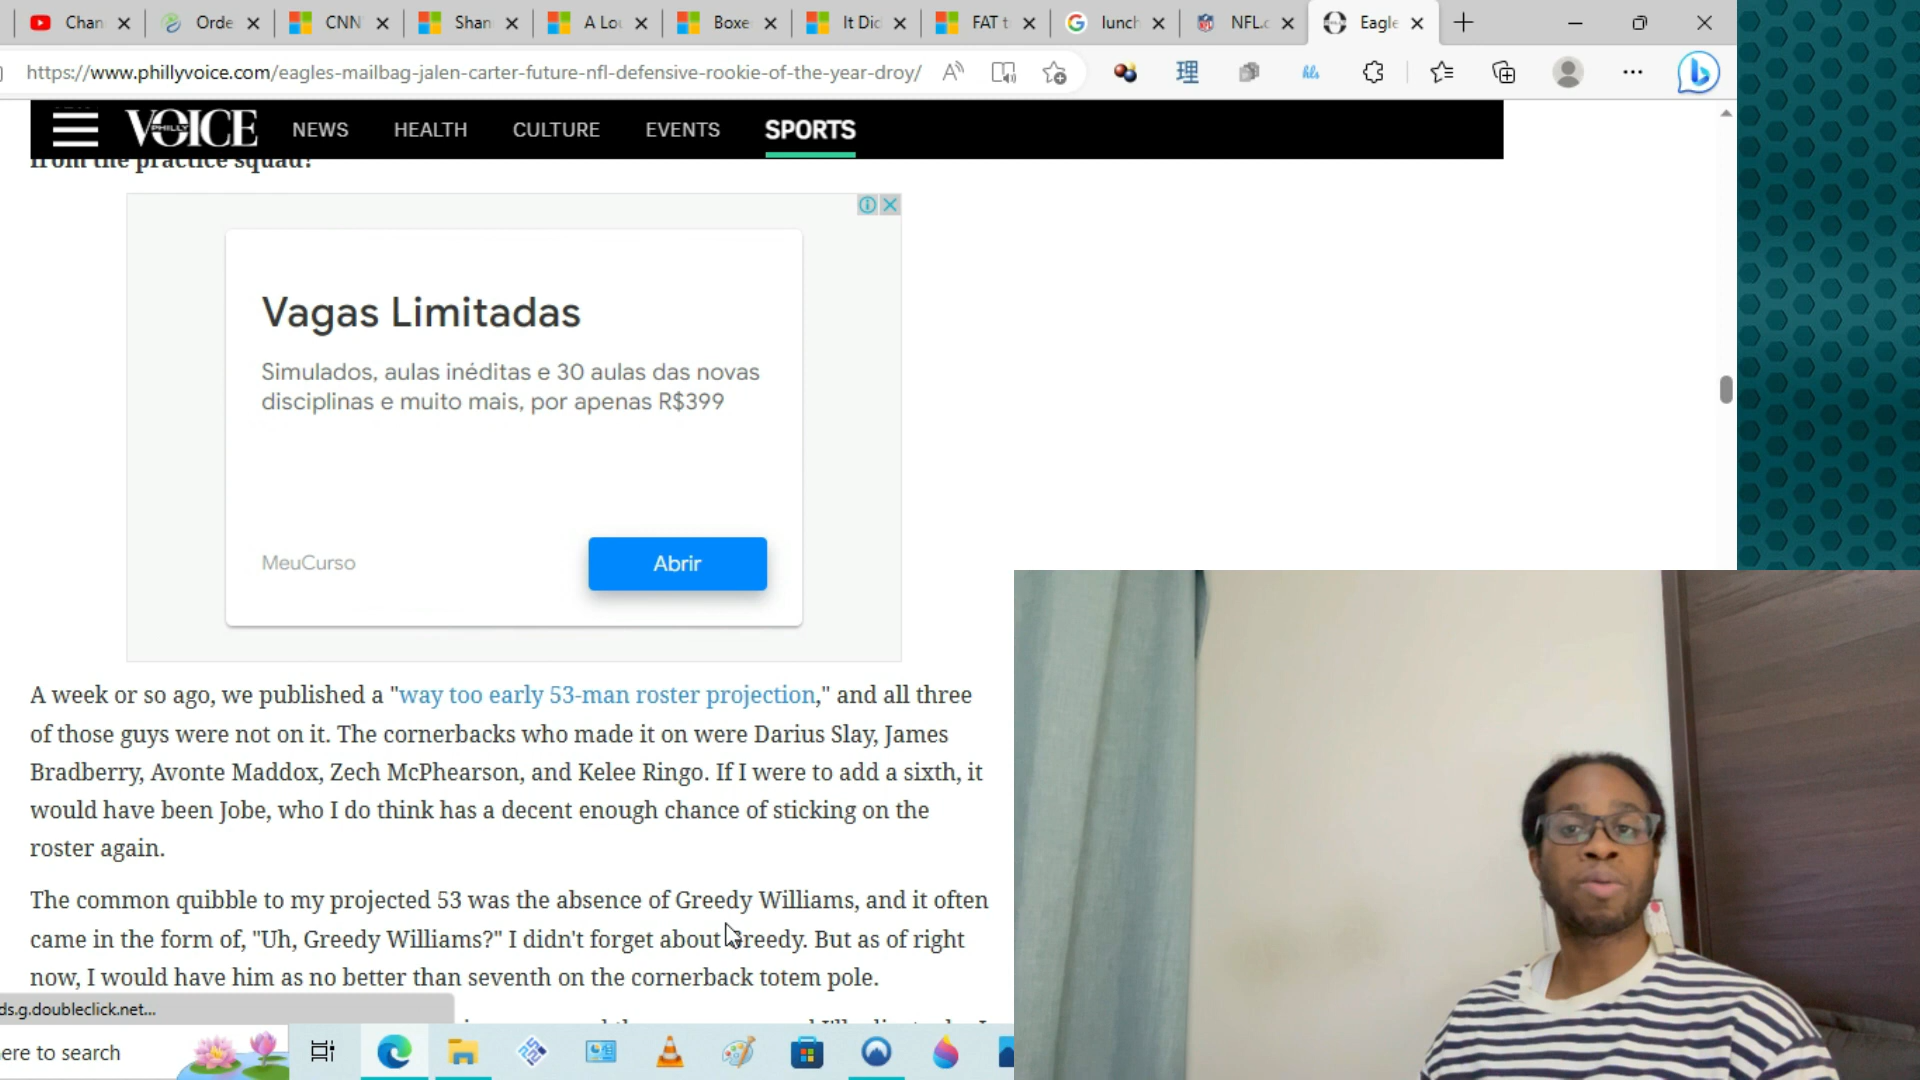 Chan
Orde
CNN
Shan
A Lou
Boxe
It Dic
FAT t
lunch
NFL.c
Eagle
https://www.phillyvoice.com/eagles-mailbag-jalen-carter-future-nfl-defensive-rookie-of-the-year-droy/
理
hls
PHILLY
VOICE
NEWS
HEALTH
CULTURE
EVENTS
SPORTS
from the practice squad?
Vagas Limitadas
Simulados, aulas inéditas e 30 aulas das novas
disciplinas e muito mais, por apenas R$399
MeuCurso
Abrir
A week or so ago, we published a "way too early 53-man roster projection," and all three
of those guys were not on it. The cornerbacks who made it on were Darius Slay, James
Bradberry, Avonte Maddox, Zech McPhearson, and Kelee Ringo. If I were to add a sixth, it
would have been Jobe, who I do think has a decent enough chance of sticking on the
roster again.
The common quibble to my projected 53 was the absence of Greedy Williams, and it often
came in the form of, "Uh, Greedy Williams?" I didn't forget about Greedy. But as of right
now, I would have him as no better than seventh on the cornerback totem pole.
ds.g.doubleclick.net...
ere to search